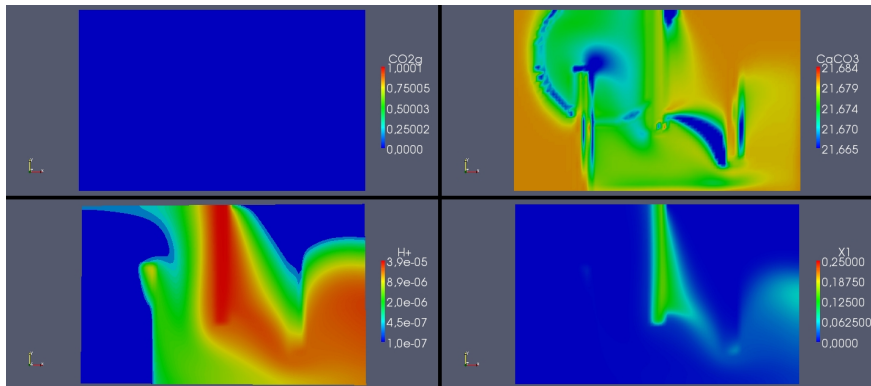 CO2g
1,0001
0,75005
0,50003
0,25002
0,0000
CaCO3
21,684
21,679
21,674
21,670
21,665
H+
3,9e-05
8,9e-06
2,0e-06
4,5e-07
1,0e-07
X1
0,25000
0,18750
0,12500
0,062500
0,0000